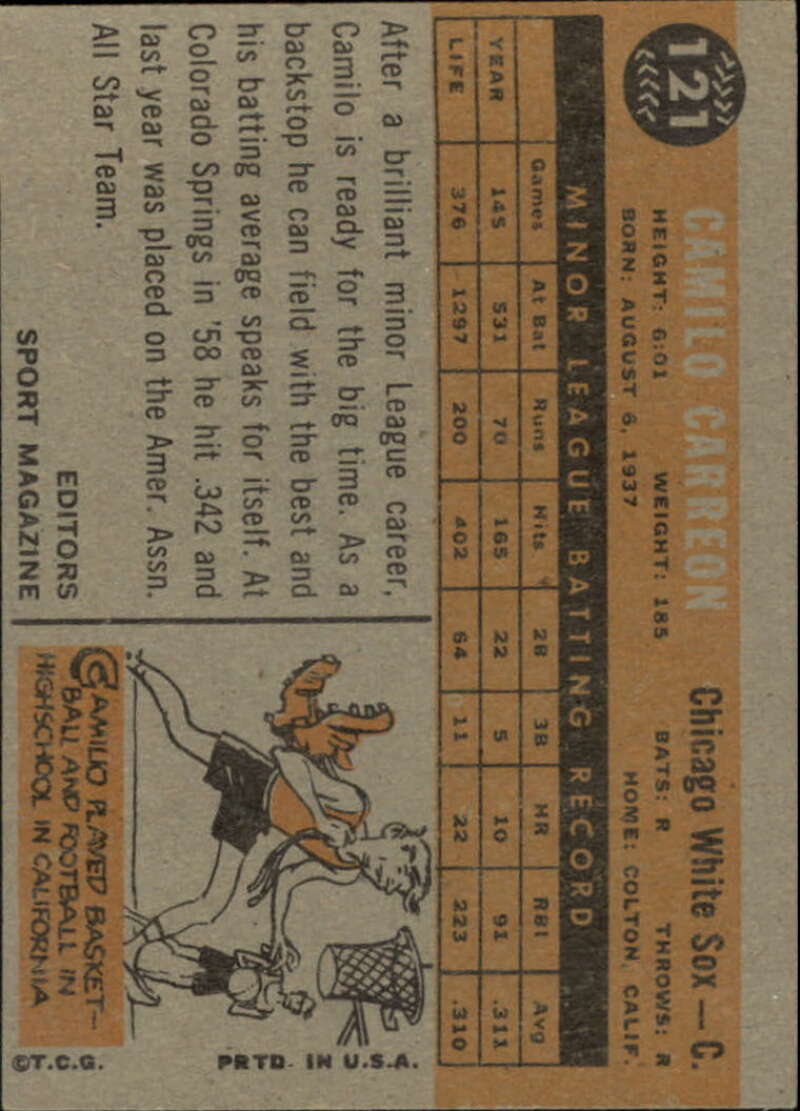 121
CAMILO CARREON Chicago White Sox — C.
HEIGHT: 6:01 WEIGHT: 185 BATS: R THROWS: R
BORN: AUGUST 6, 1937 HOME: COLTON, CALIF.
MINOR LEAGUE BATTING RECORD
Games At Bat Runs Hits 2B 3B HR RBI Avg
YEAR 145 531 70 165 22 5 10 91 .311
LIFE 376 1297 200 402 64 11 22 223 .310
After a brilliant minor League career,
Camilo is ready for the big time. As a
backstop he can field with the best and
his batting average speaks for itself. At
Colorado Springs in '58 he hit .342 and
last year was placed on the Amer. Assn.
All Star Team.
EDITORS
SPORT MAGAZINE
CAMILIO PLAYED BASKET-
BALL AND FOOTBALL IN
HIGHSCHOOL IN CALIFORNIA
©T.C.G. PRTD. IN U.S.A.